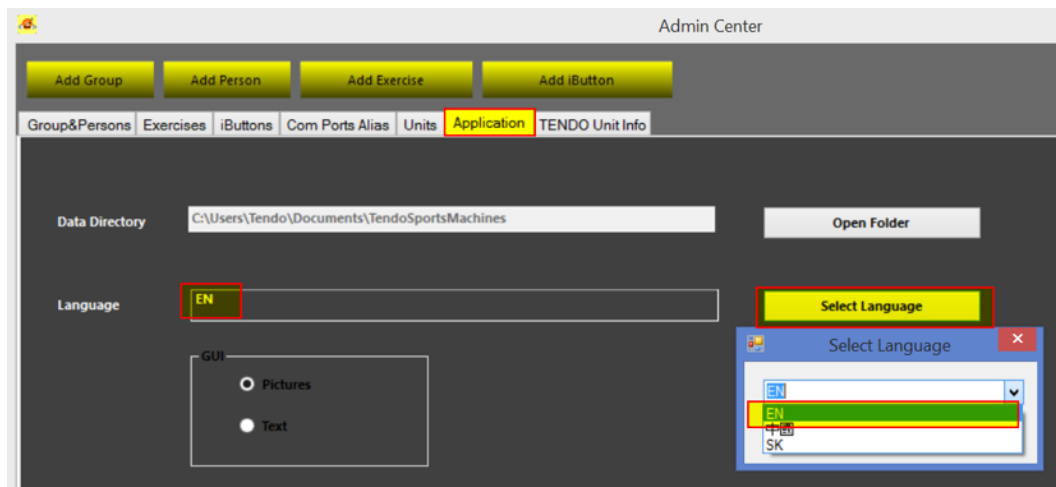 Admin Center
Add Group Add Person Add Exercise Add iButton
Group&Persons Exercises iButtons Com Ports Alias Units Application TENDO Unit Info
Data Directory C:\Users\Tendo\Documents\TendoSportsMachines Open Folder
Language EN Select Language
Select Language
GUI
Pictures
Text
EN
EN
中國
SK